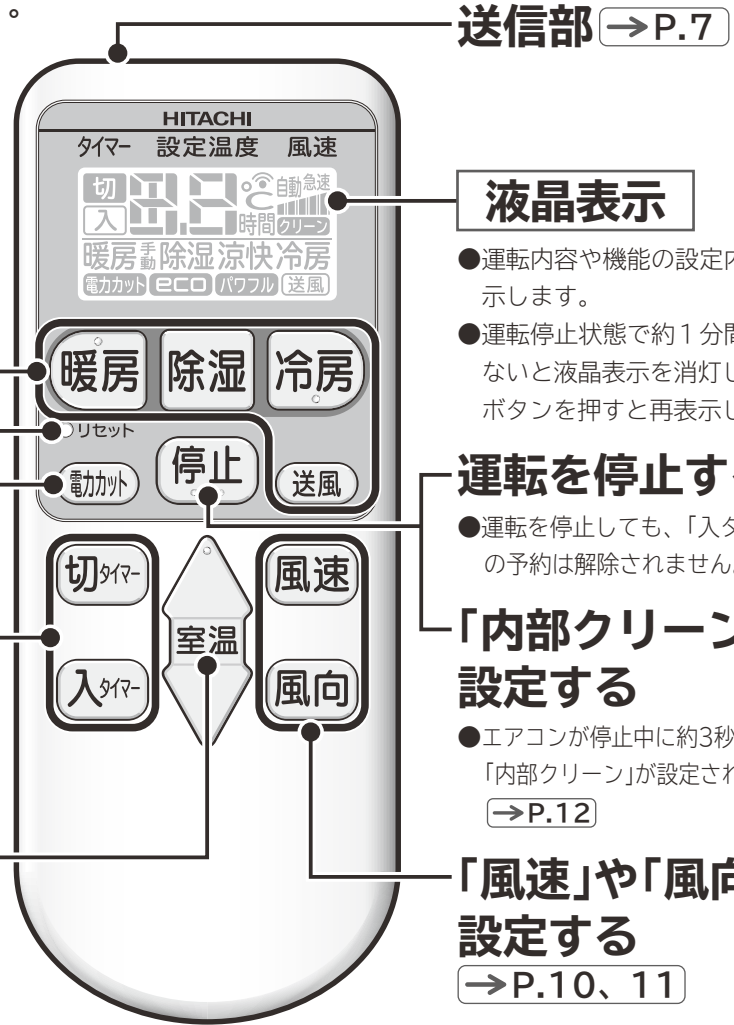 。
送信部 →P.7
HITACHI
タイマー 設定温度 風速
切 8.8 ℃ 自動 急速
入 時間 クリーン
暖房 手動 除湿 涼快 冷房
電力カット eco パワフル 送風
暖房 除湿 冷房
リセット
電力カット 停止 送風
切タイマー 風速
室温
入タイマー 風向
液晶表示
●運転内容や機能の設定内
示します。
●運転停止状態で約1分間
ないと液晶表示を消灯し
ボタンを押すと再表示し
運転を停止する
●運転を停止しても、「入タ
の予約は解除されません
「内部クリーン
設定する
●エアコンが停止中に約3秒
「内部クリーン」が設定され
→P.12
「風速」や「風向
設定する
→P.10、11